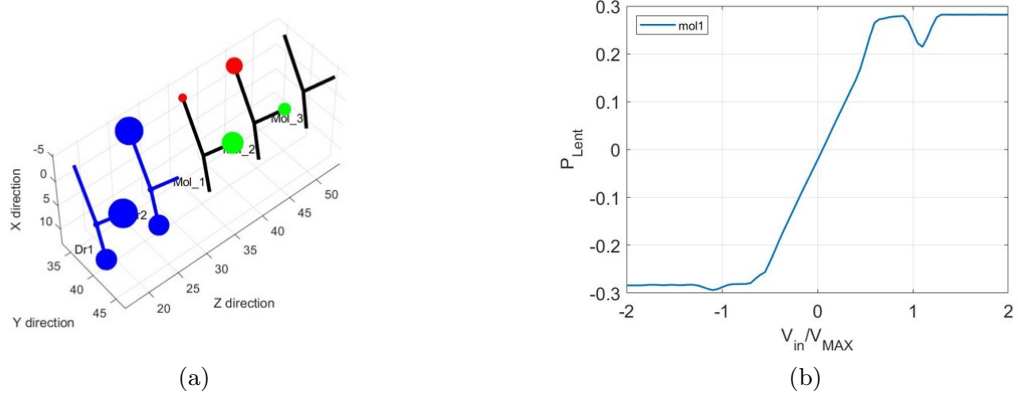 -5
0
5
10
X direction
35
40
45
Y direction
20
25
30
35
40
45
50
Z direction
Dr1
r2
Mol_1
_2
Mol_3
(a)
0.3
0.2
0.1
0
-0.1
-0.2
-0.3
P_Lent
mol1
-2 -1 0 1 2
V_in/V_MAX
(b)